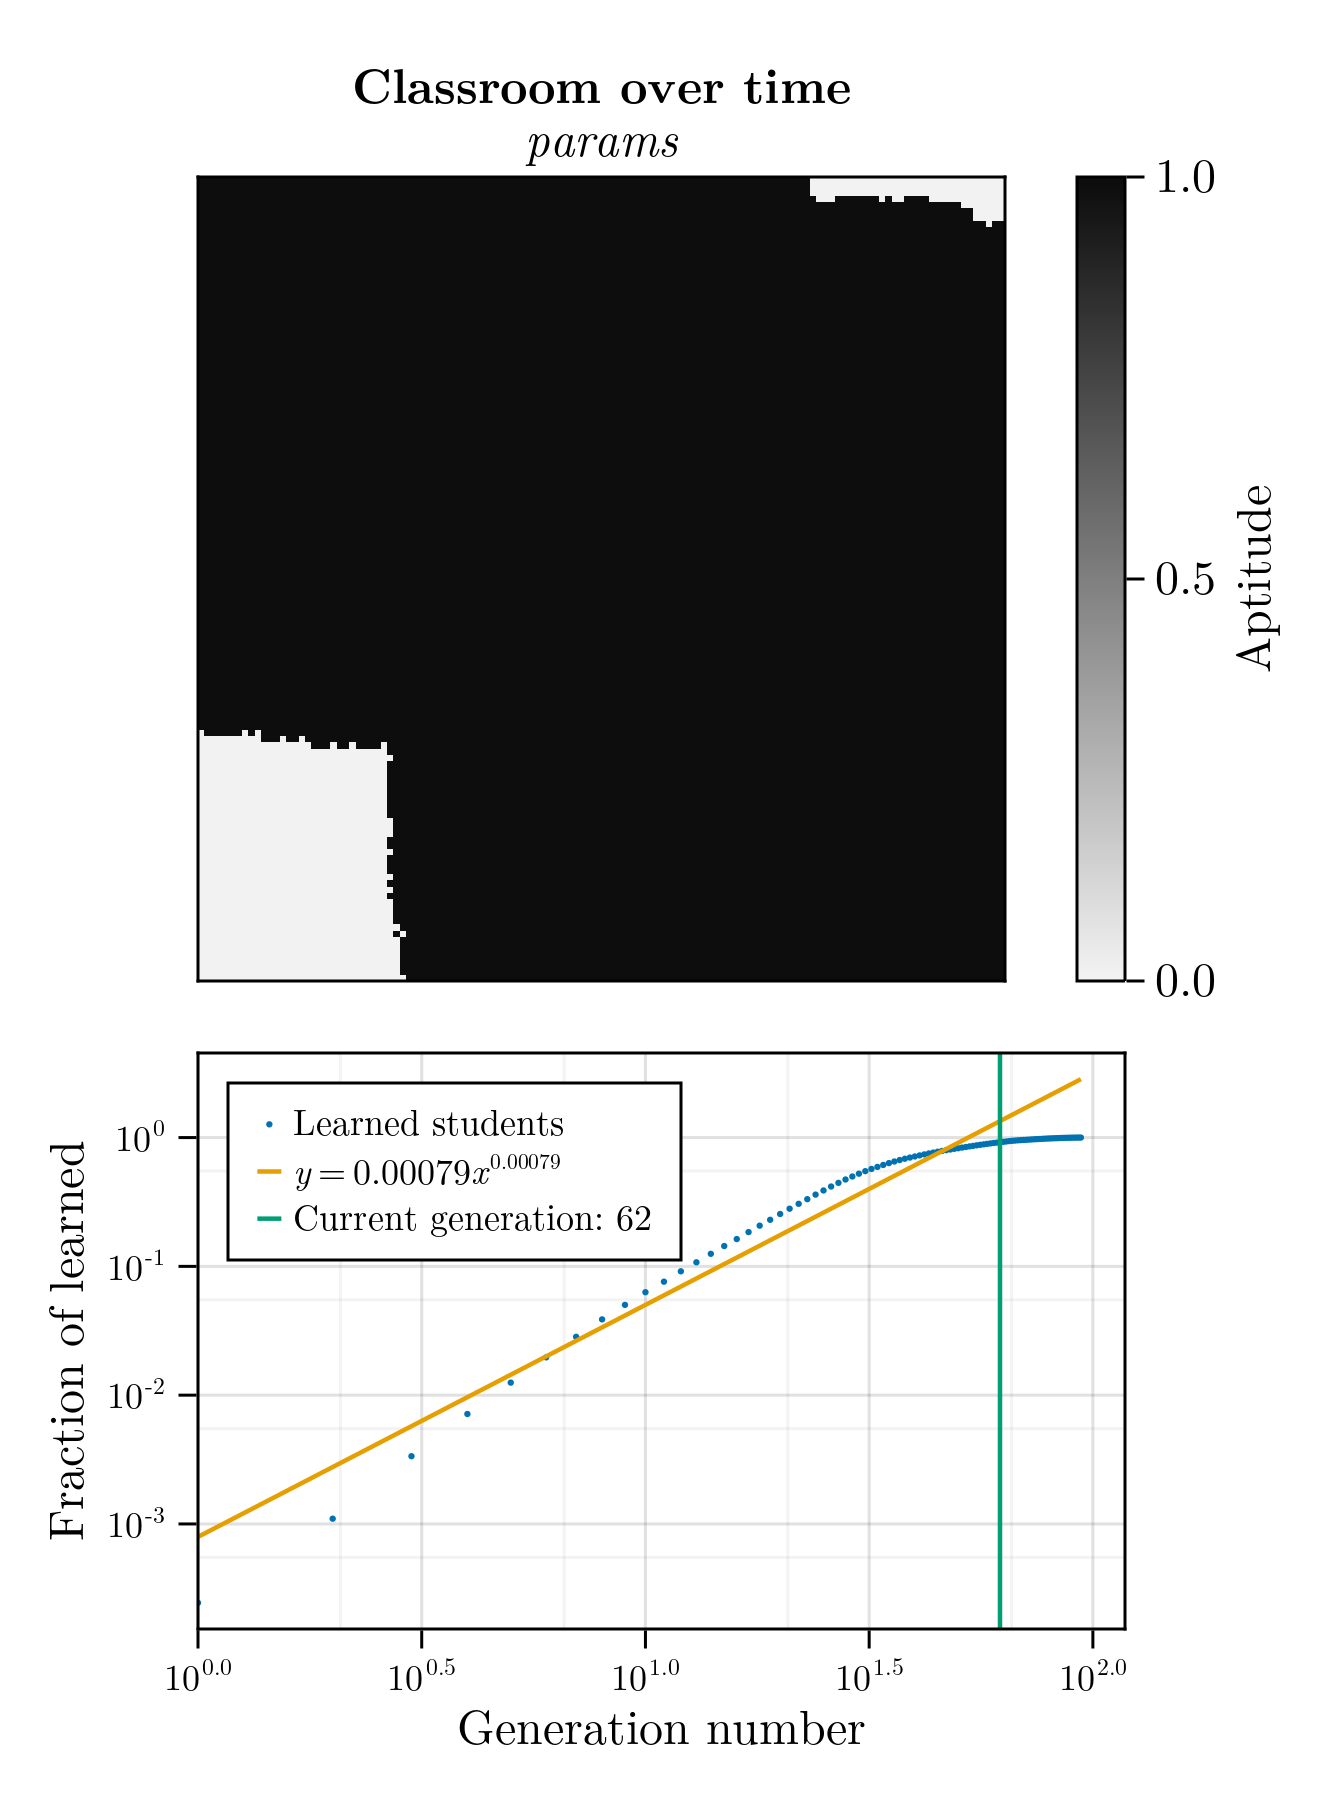 Classroom over time
params
1.0
0.5
0.0
Aptitude
Learned students
y = 0.00079x^0.00079
Current generation: 62
10^0
10^-1
10^-2
10^-3
Fraction of learned
10^0.0 10^0.5 10^1.0 10^1.5 10^2.0
Generation number